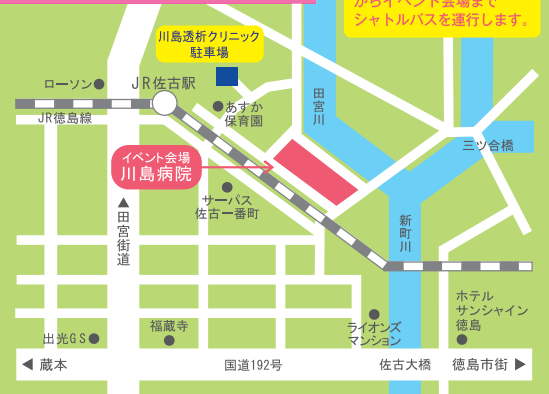 からイベント会場まで
シャトルバスを運行します。
川島透析クリニック
駐車場
ローソン
JR佐古駅
あすか
保育園
田宮川
JR徳島線
イベント会場
川島病院
三ツ合橋
サーパス
佐古一番町
▲田宮街道
新町川
ホテル
サンシャイン
徳島
ライオンズ
マンション
福蔵寺
出光GS
◀蔵本
国道192号
佐古大橋
徳島市街▶